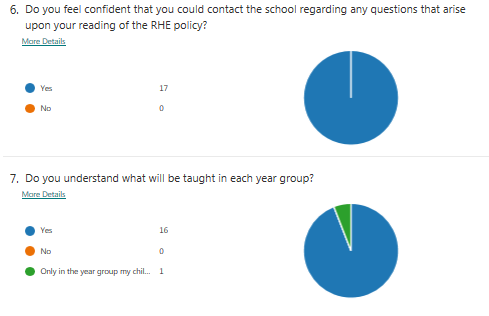 6. Do you feel confident that you could contact the school regarding any questions that arise
upon your reading of the RHE policy?
More Details
Yes 17
No 0
7. Do you understand what will be taught in each year group?
More Details
Yes 16
No 0
Only in the year group my chil... 1